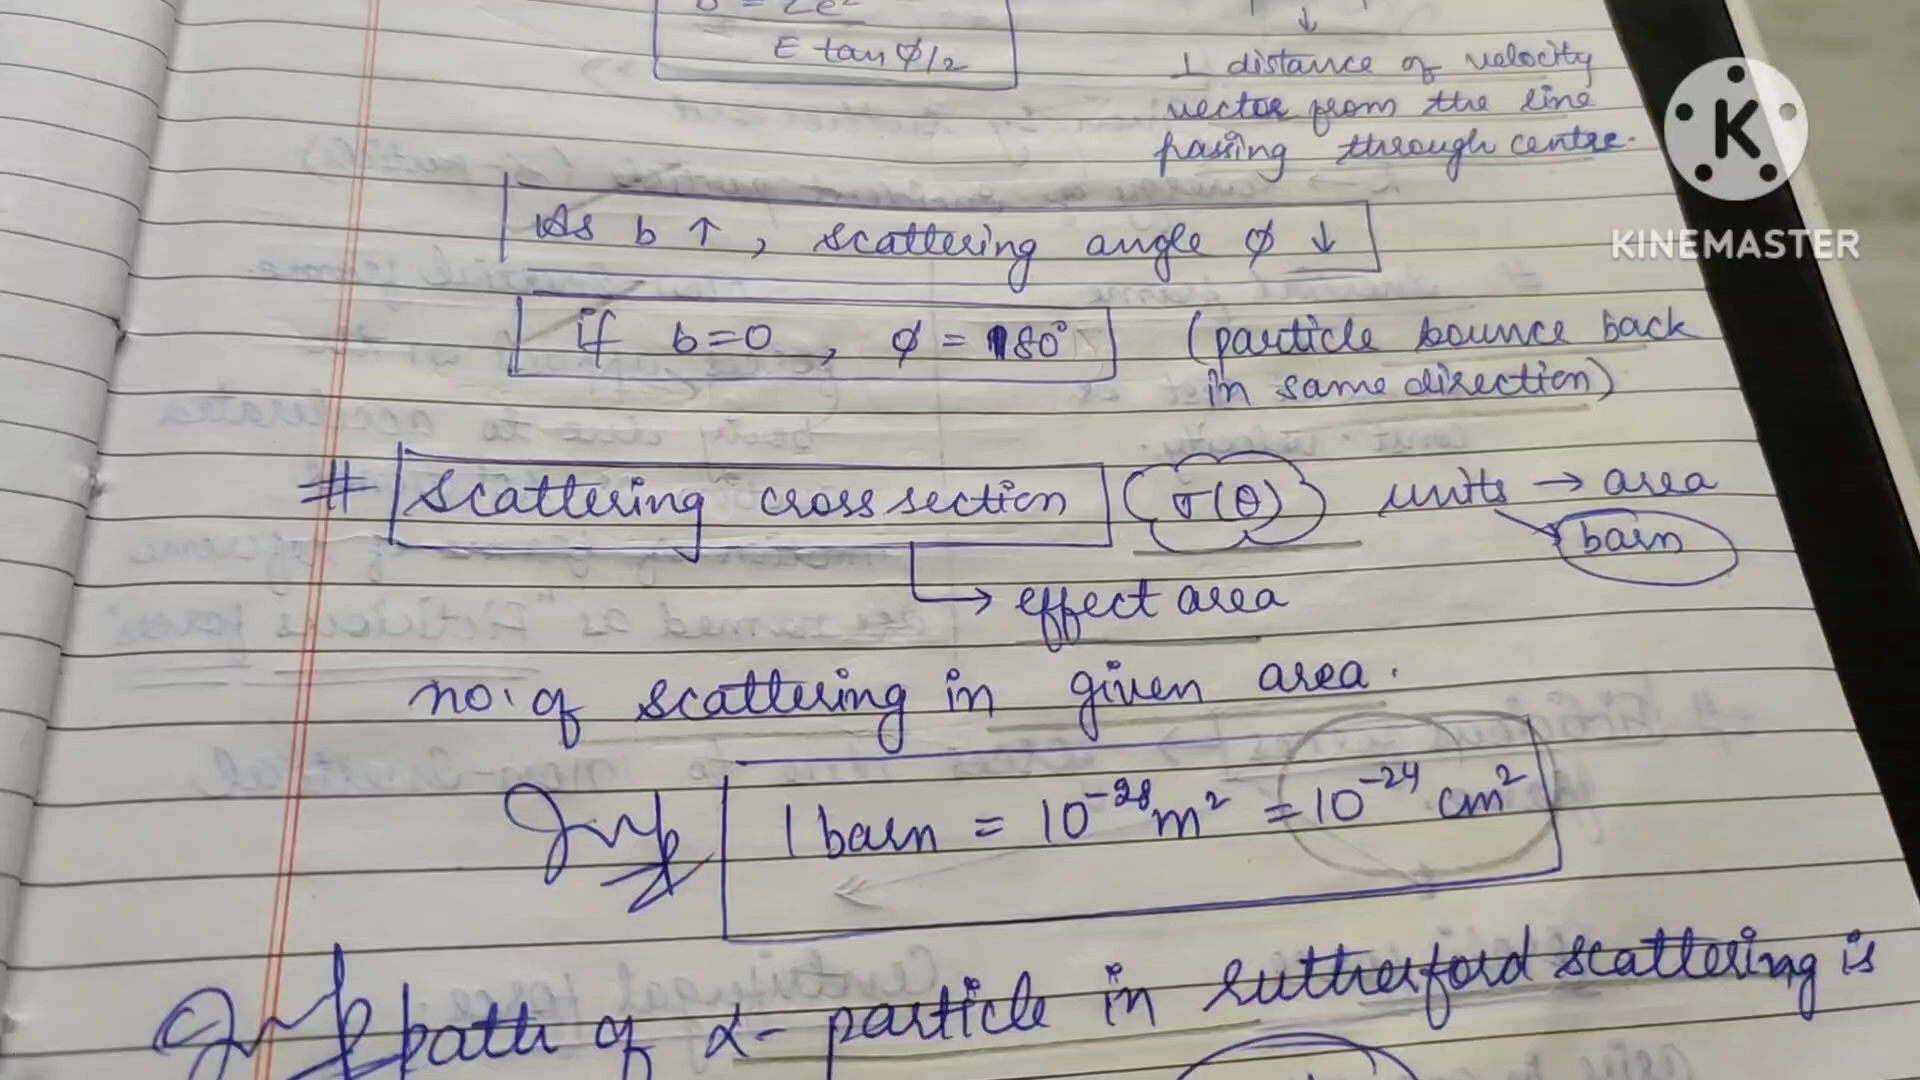 b = Ze²
E tan ϕ/2
↓
⊥ distance of velocity
vector from the line
passing through centre.
As b ↑ , scattering angle ϕ ↓
if b=0 , ϕ = 180° (particle bounce back
in same direction)
# Scattering cross section (σ(θ)) units → area
barn
↳ effect area
no. of scattering in given area.
Imp 1 barn = 10⁻²⁸m² = 10⁻²⁴ cm²
Imp path of α- particle in rutherford scattering is
KINEMASTER